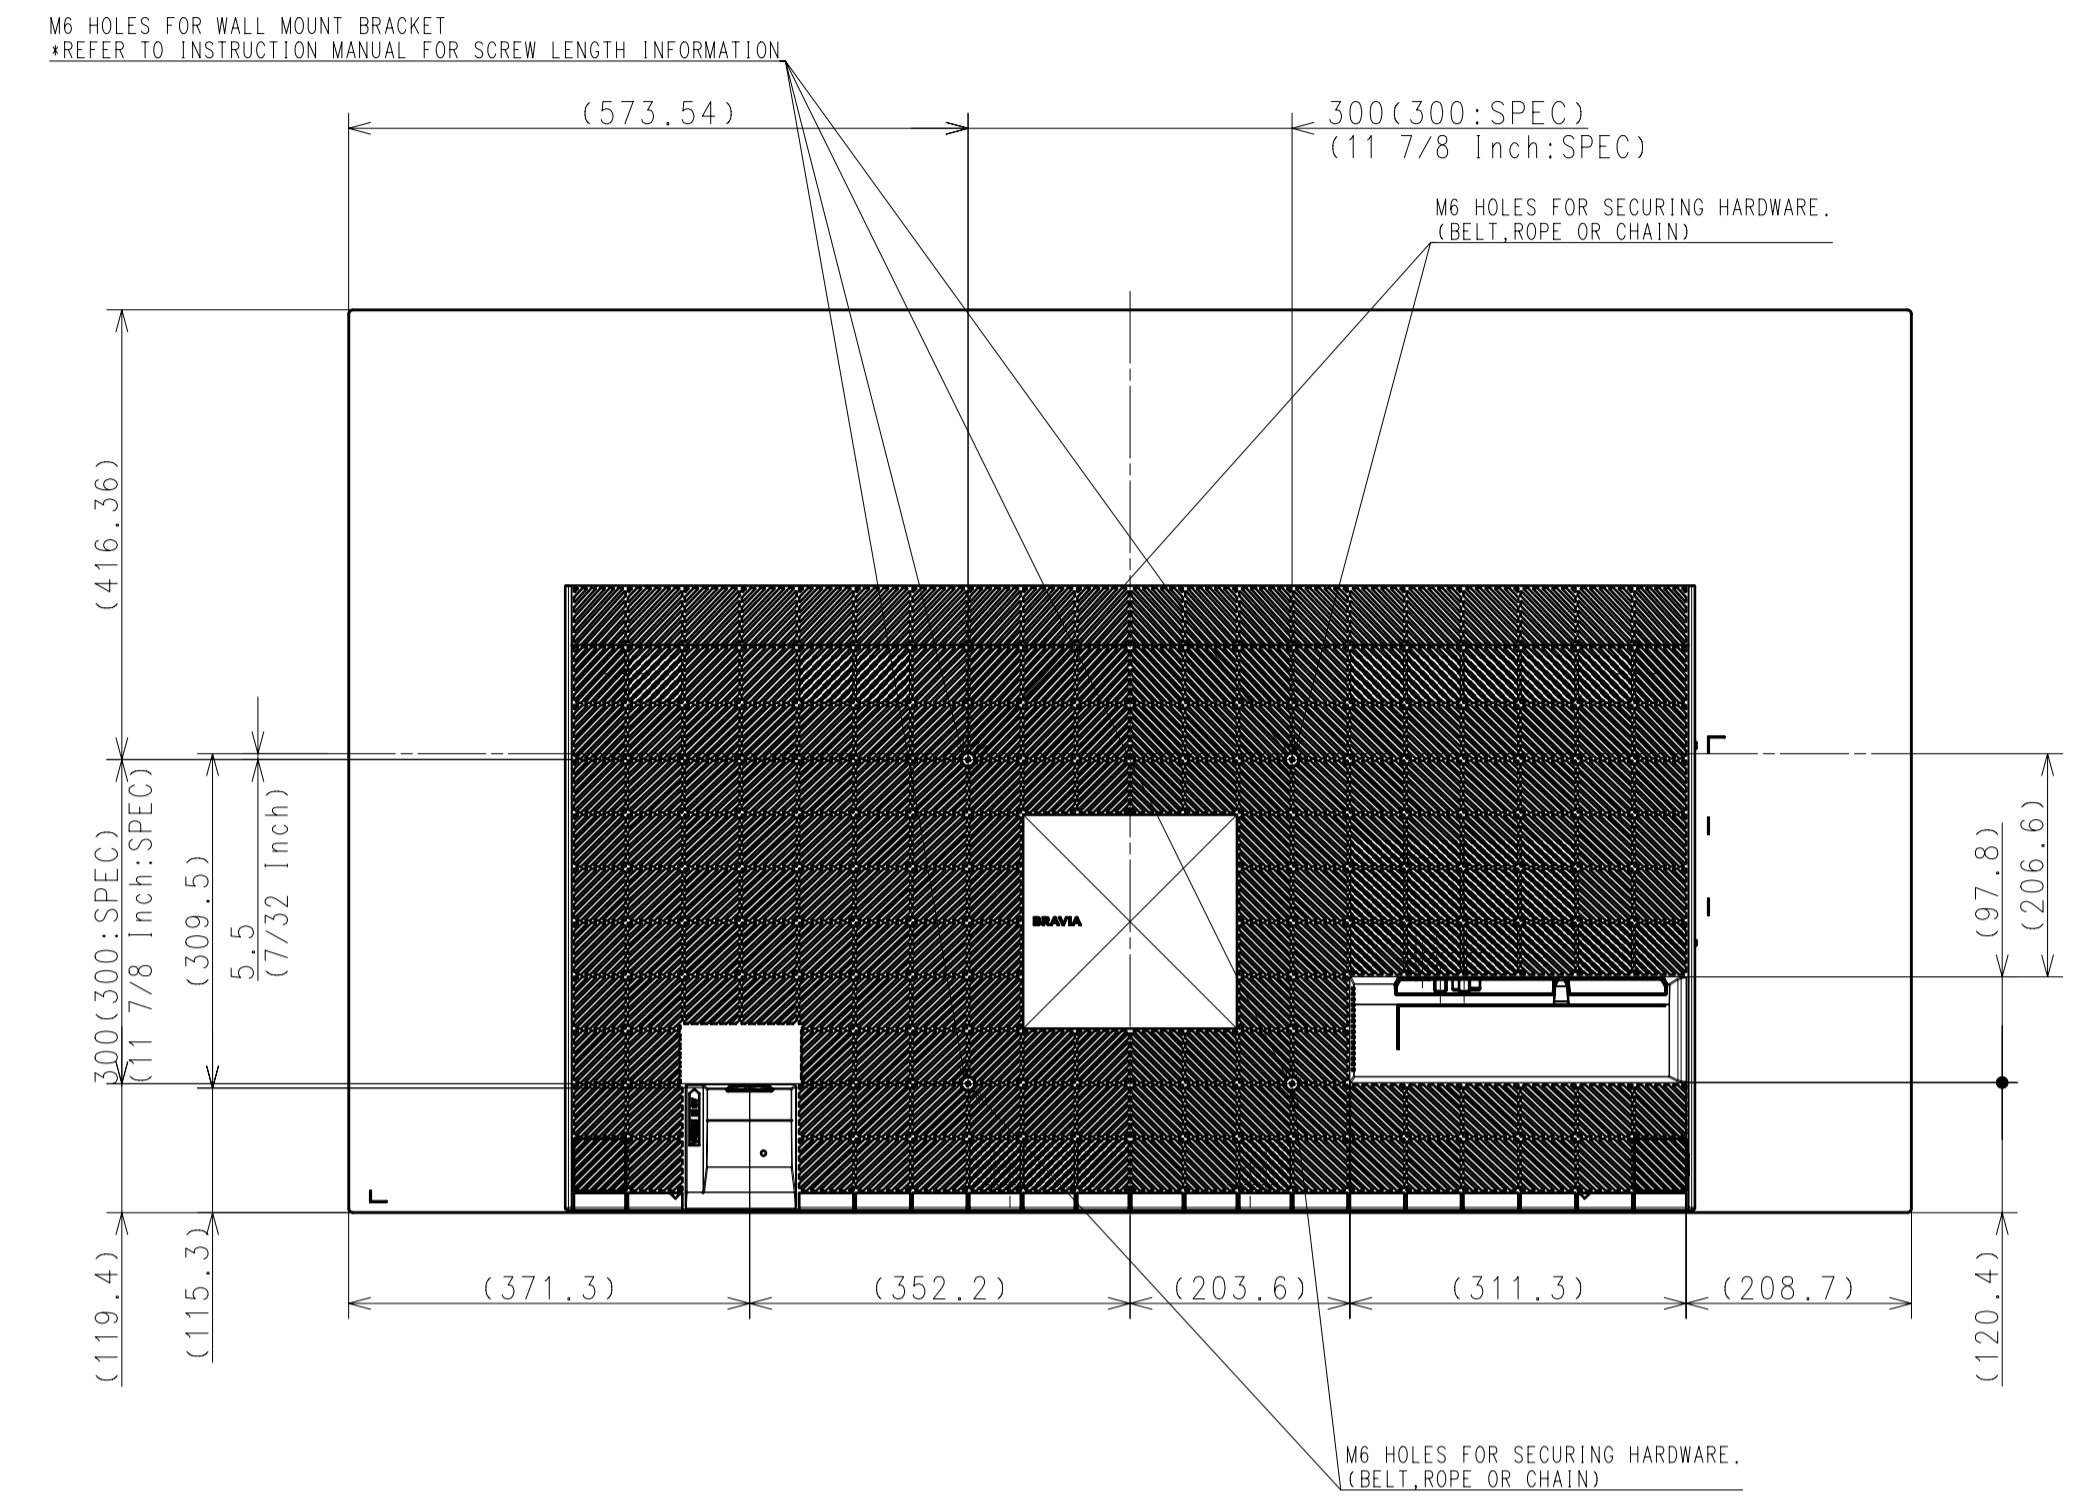 M6 HOLES FOR WALL MOUNT BRACKET
*REFER TO INSTRUCTION MANUAL FOR SCREW LENGTH INFORMATION
(573.54)
300(300:SPEC)
(11 7/8 Inch:SPEC)
M6 HOLES FOR SECURING HARDWARE.
(BELT,ROPE OR CHAIN)
(416.36)
300(300:SPEC)
(11 7/8 Inch:SPEC)
(309.5)
5.5
(7/32 Inch)
(97.8)
(206.6)
BRAVIA
(119.4)
(115.3)
(371.3)
(352.2)
(203.6)
(311.3)
(208.7)
(120.4)
M6 HOLES FOR SECURING HARDWARE.
(BELT,ROPE OR CHAIN)